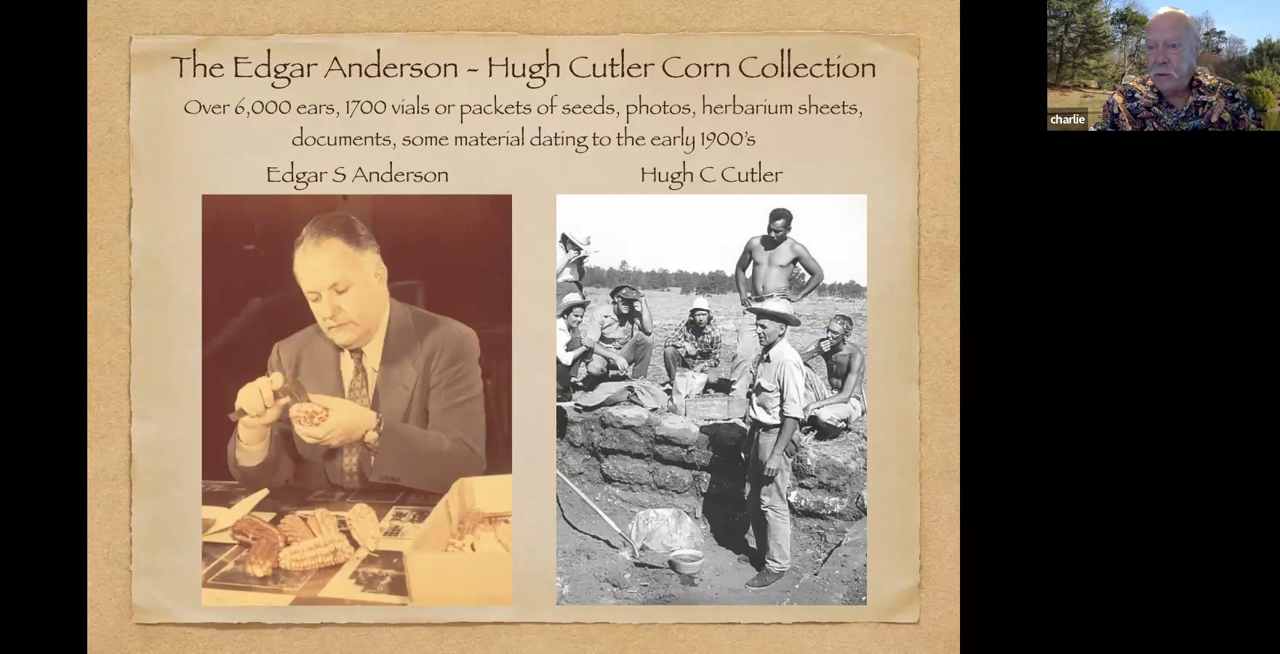 The Edgar Anderson - Hugh Cutler Corn Collection
Over 6,000 ears, 1700 vials or packets of seeds, photos, herbarium sheets,
documents, some material dating to the early 1900's
Edgar S Anderson
Hugh C Cutler
charlie